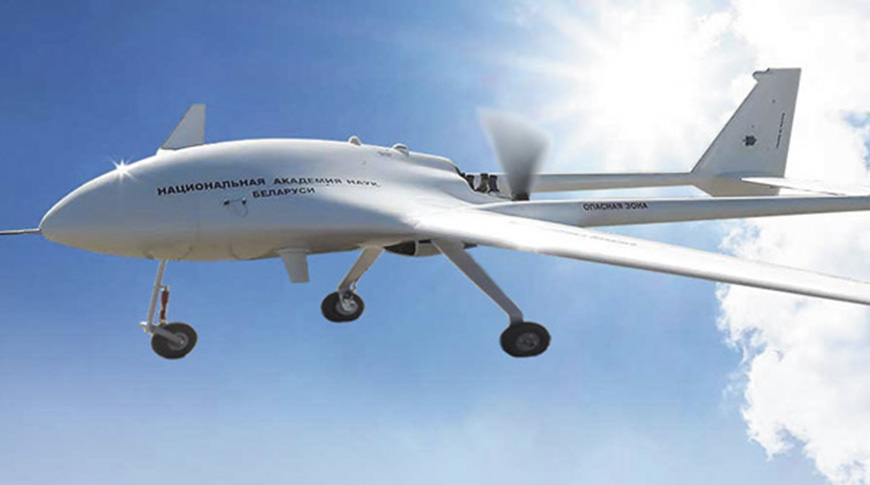 НАЦИОНАЛЬНАЯ АКАДЕМИЯ НАУК
БЕЛАРУСИ
ОПАСНАЯ ЗОНА